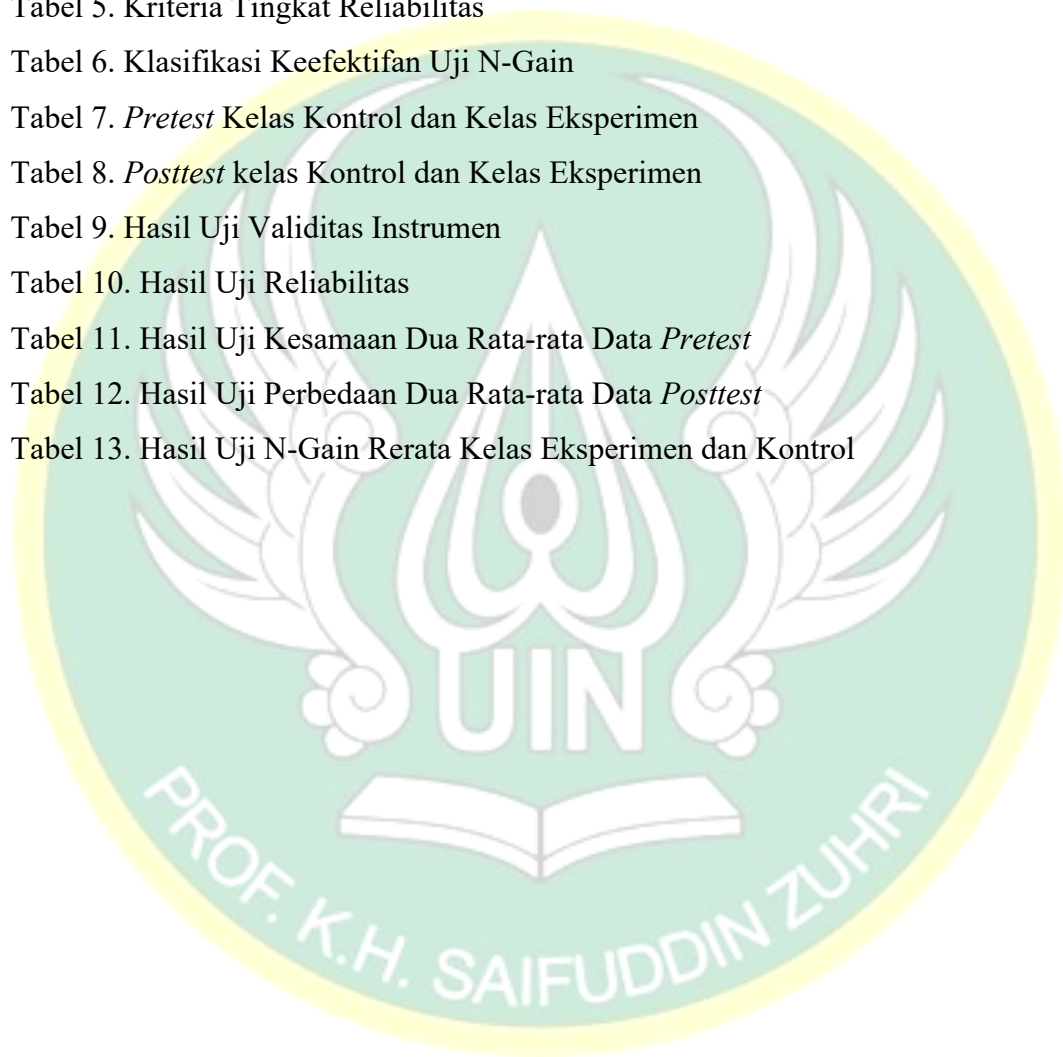 Tabel 5. Kriteria Tingkat Reliabilitas
Tabel 6. Klasifikasi Keefektifan Uji N-Gain
Tabel 7. Pretest Kelas Kontrol dan Kelas Eksperimen
Tabel 8. Posttest kelas Kontrol dan Kelas Eksperimen
Tabel 9. Hasil Uji Validitas Instrumen
Tabel 10. Hasil Uji Reliabilitas
Tabel 11. Hasil Uji Kesamaan Dua Rata-rata Data Pretest
Tabel 12. Hasil Uji Perbedaan Dua Rata-rata Data Posttest
Tabel 13. Hasil Uji N-Gain Rerata Kelas Eksperimen dan Kontrol
UIN
PROF. K.H. SAIFUDDIN ZUHRI